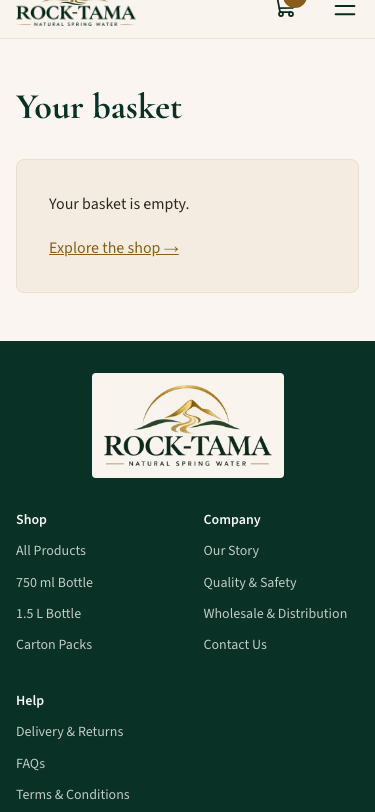 ROCK-TAMA
NATURAL SPRING WATER
Your basket
Your basket is empty.
Explore the shop →
ROCK-TAMA
NATURAL SPRING WATER
Shop
All Products
750 ml Bottle
1.5 L Bottle
Carton Packs
Company
Our Story
Quality & Safety
Wholesale & Distribution
Contact Us
Help
Delivery & Returns
FAQs
Terms & Conditions